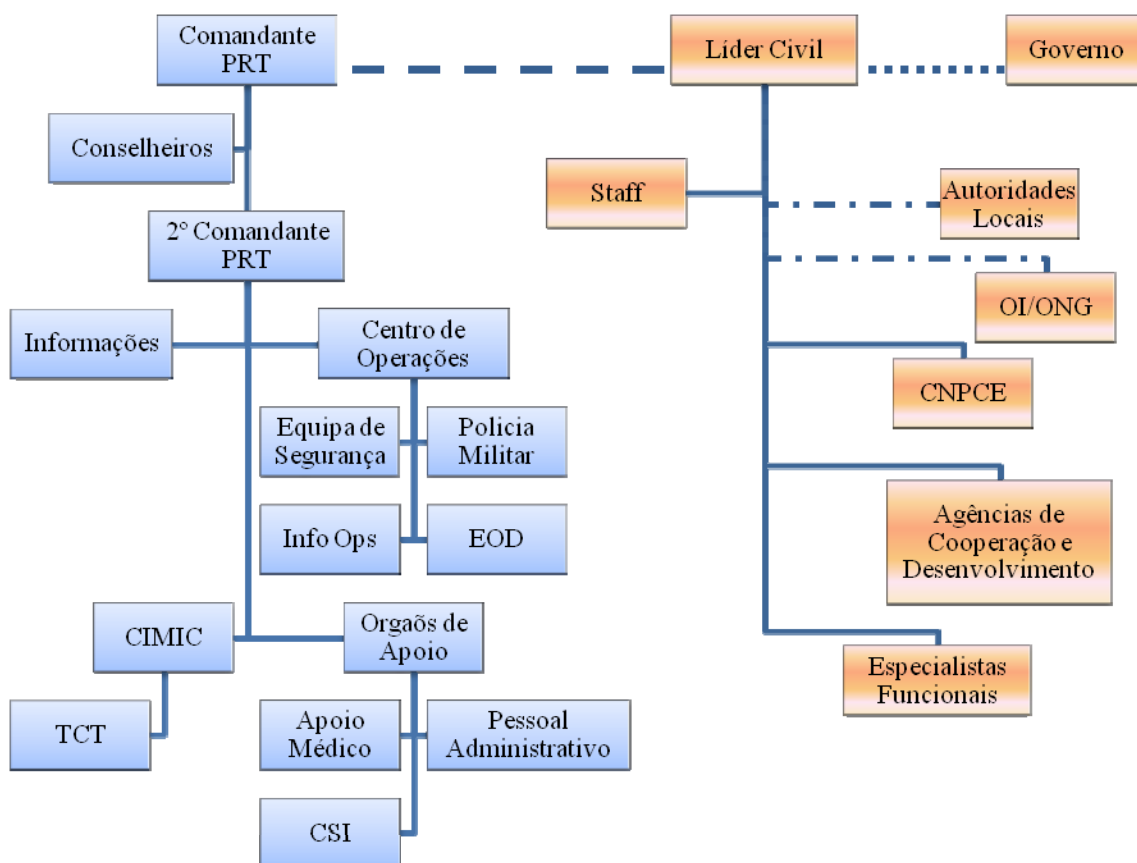 Comandante
PRT
Líder Civil
Governo
Conselheiros
Staff
Autoridades
Locais
2º Comandante
PRT
OI/ONG
Informações
Centro de
Operações
CNPCE
Equipa de
Segurança
Policia
Militar
Agências de
Cooperação e
Desenvolvimento
Info Ops
EOD
CIMIC
Orgaõs de
Apoio
Especialistas
Funcionais
TCT
Apoio
Médico
Pessoal
Administrativo
CSI